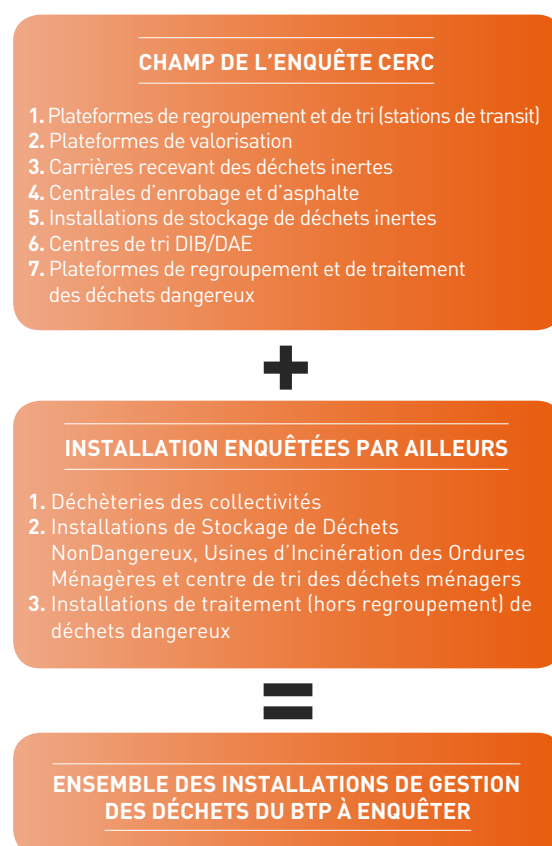 CHAMP DE L'ENQUÊTE CERC
1. Plateformes de regroupement et de tri (stations de transit)
2. Plateformes de valorisation
3. Carrières recevant des déchets inertes
4. Centrales d'enrobage et d'asphalte
5. Installations de stockage de déchets inertes
6. Centres de tri DIB/DAE
7. Plateformes de regroupement et de traitement
des déchets dangereux
+
INSTALLATION ENQUÊTÉES PAR AILLEURS
1. Déchèteries des collectivités
2. Installations de Stockage de Déchets
NonDangereux, Usines d'Incinération des Ordures
Ménagères et centre de tri des déchets ménagers
3. Installations de traitement (hors regroupement) de
déchets dangereux
=
ENSEMBLE DES INSTALLATIONS DE GESTION
DES DÉCHETS DU BTP À ENQUÊTER